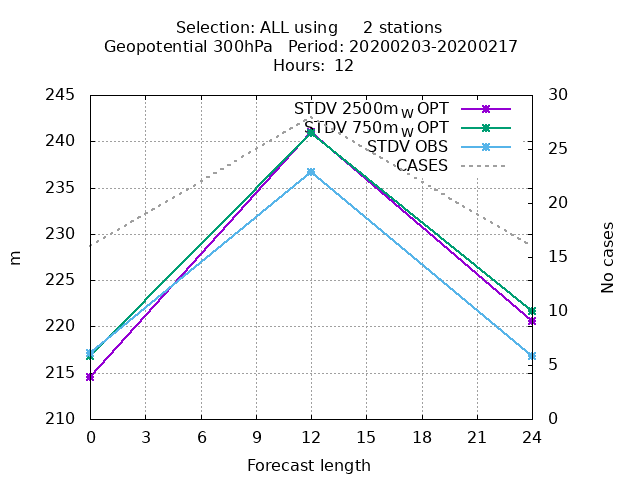 Selection: ALL using     2 stations
Geopotential 300hPa   Period: 20200203-20200217
Hours:  12
STDV 2500m_W OPT
STDV 750m_W OPT
STDV OBS
CASES
245
240
235
230
225
220
215
210
30
25
20
15
10
5
0
m
No cases
0 3 6 9 12 15 18 21 24
Forecast length